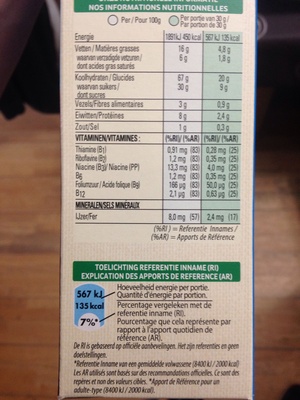 NOS INFORMATIONS NUTRITIONNELLES
Per / Pour 100g
Per portie van 30 g /
Par portion de 30 g
Energie 1891kJ 450 kcal 567 kJ 135 kcal
Vetten / Matières grasses 16 g 4,8 g
waarvan verzadigde vetzuren / 6 g 1,8 g
dont acides gras saturés
Koolhydraten / Glucides 67 g 20 g
waarvan suikers / 30 g 9 g
dont sucres
Vezels/Fibres alimentaires 3 g 0,9 g
Eiwitten/Protéines 8 g 2,4 g
Zout/Sel 1 g 0,3 g
VITAMINEN/VITAMINES: (%RI)/ (%AR) (%RI)/ (%AR)
Thiamine (B1) 0,91 mg (83) 0,28 mg (25)
Riboflavine (B2) 1,2 mg (83) 0,35 mg (25)
Niacine (B3)/ Niacine (PP) 13,3 mg (83) 4,0 mg (25)
B6 1,2 mg (83) 0,35 mg (25)
Foliumzuur / Acide folique (B9) 166 µg (83) 50,0 µg (25)
B12 2,1 µg (83) 0,63 µg (25)
MINERALEN/SELS MINERAUX
IJzer/Fer 8,0 mg (57) 2,4 mg (17)
(%RI) = Referentie Innames /
(%AR) = Apports de Référence
TOELICHTING REFERENTIE INNAME (RI)
EXPLICATION DES APPORTS DE REFERENCE (AR)
567 kJ
135 kcal
7%*
Hoeveelheid energie per portie.
Quantité d'énergie par portion.
Percentage vergeleken met de
referentie inname (RI).
Pourcentage que cela représente par
rapport à l'apport quotidien de
référence (AR).
De RI is gebaseerd op officiële aanbevelingen. Het zijn referenties en geen
doelstellingen.
*Referentie inname van een gemiddelde volwassene (8400 kJ / 2000 kcal)
Les AR utilisés sont basés sur des recommandations officielles. Ce sont des
repères et non des valeurs cibles. *Apport de Référence pour un
adulte-type (8400 kJ / 2000 kcal)